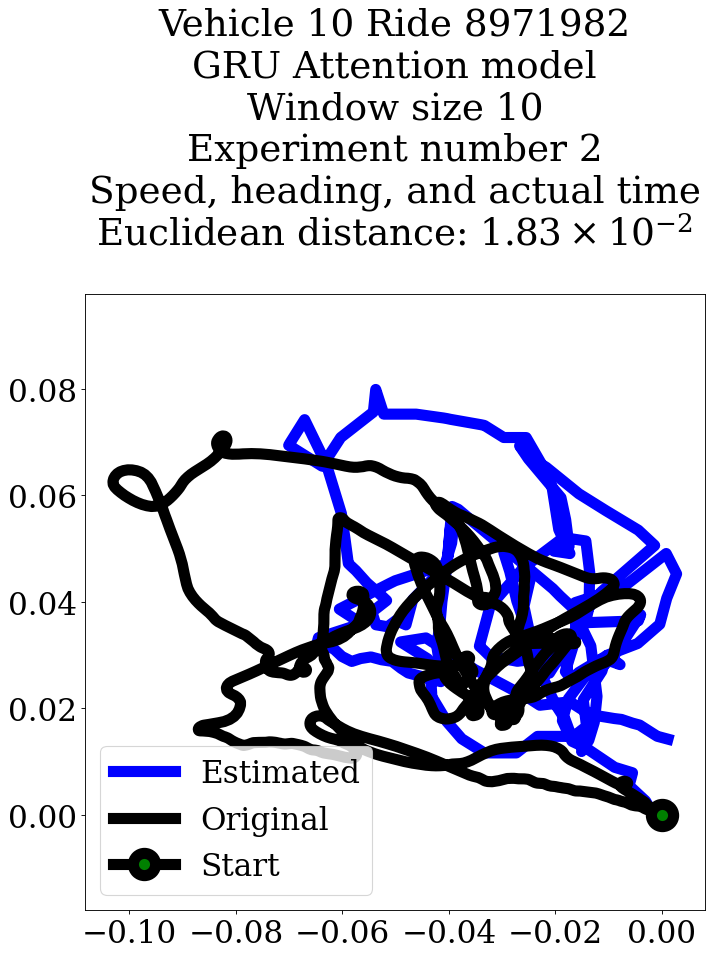 Vehicle 10 Ride 8971982
GRU Attention model
Window size 10
Experiment number 2
Speed, heading, and actual time
Euclidean distance: 1.83 × 10⁻²
0.08
0.06
0.04
0.02
0.00
Estimated
Original
Start
−0.10 −0.08 −0.06 −0.04 −0.02 0.00